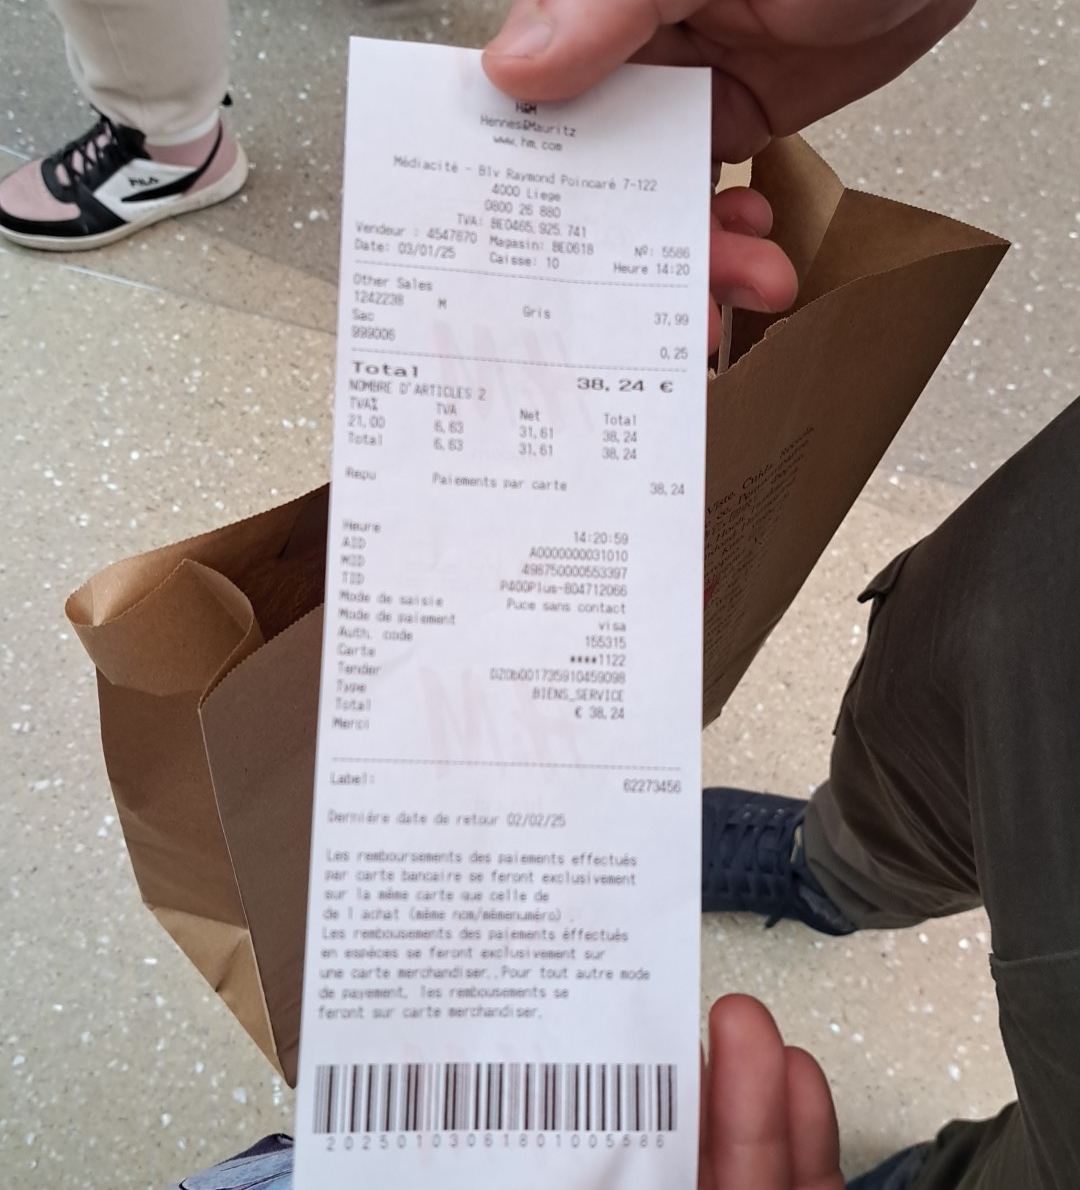 H&M
Hennes&Mauritz
www.hm.com
Médiacité - Blv Raymond Poincaré 7-122
4000 Liege
0800 26 880
TVA: BE0465.925.741
Vendeur : 4547870 Magasin: BE0618 Nº: 5586
Date: 03/01/25 Caisse: 10 Heure 14:20
Other Sales
1242238 M Gris 37,99
Sac
999006 0,25
Total 38,24 €
NOMBRE D'ARTICLES 2
TVA% TVA Net Total
21,00 6,63 31,61 38,24
Total 6,63 31,61 38,24
Repu Paiements par carte 38,24
Heure 14:20:59
AID A0000000031010
MID 498750000553397
TID P400Plus-804712066
Mode de saisie Puce sans contact
Mode de paiement visa
Auth. code 155315
Carte ****1122
Tender
Type BIENS_SERVICE
Total € 38,24
Merci
Label: 62273456
Dernière date de retour 02/02/25
Les remboursements des paiements effectués
par carte bancaire se feront exclusivement
sur la même carte que celle de
de l achat (même nom/mêmenuméro) .
Les rembousements des paiements éffectués
en espèces se feront exclusivement sur
une carte merchandiser..Pour tout autre mode
de payement, les rembousements se
feront sur carte merchandiser.
20250103061801005586
FILA